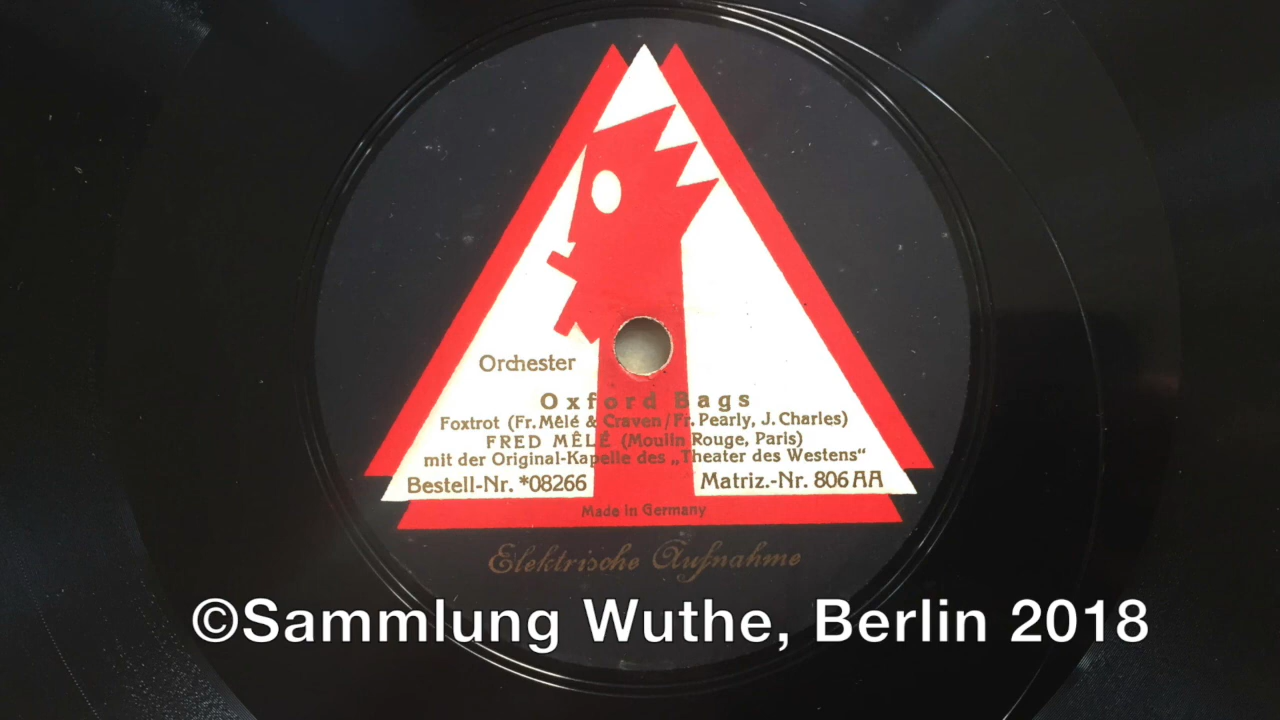 Orchester
Oxford Bags
Foxtrot (Fr. Mêlé & Craven / Fr. Pearly, J. Charles)
FRED MÊLÉ (Moulin Rouge, Paris)
mit der Original-Kapelle des „Theater des Westens“
Bestell-Nr. *08266 Matriz.-Nr. 806 AA
Made in Germany
Elektrische Aufnahme
©Sammlung Wuthe, Berlin 2018